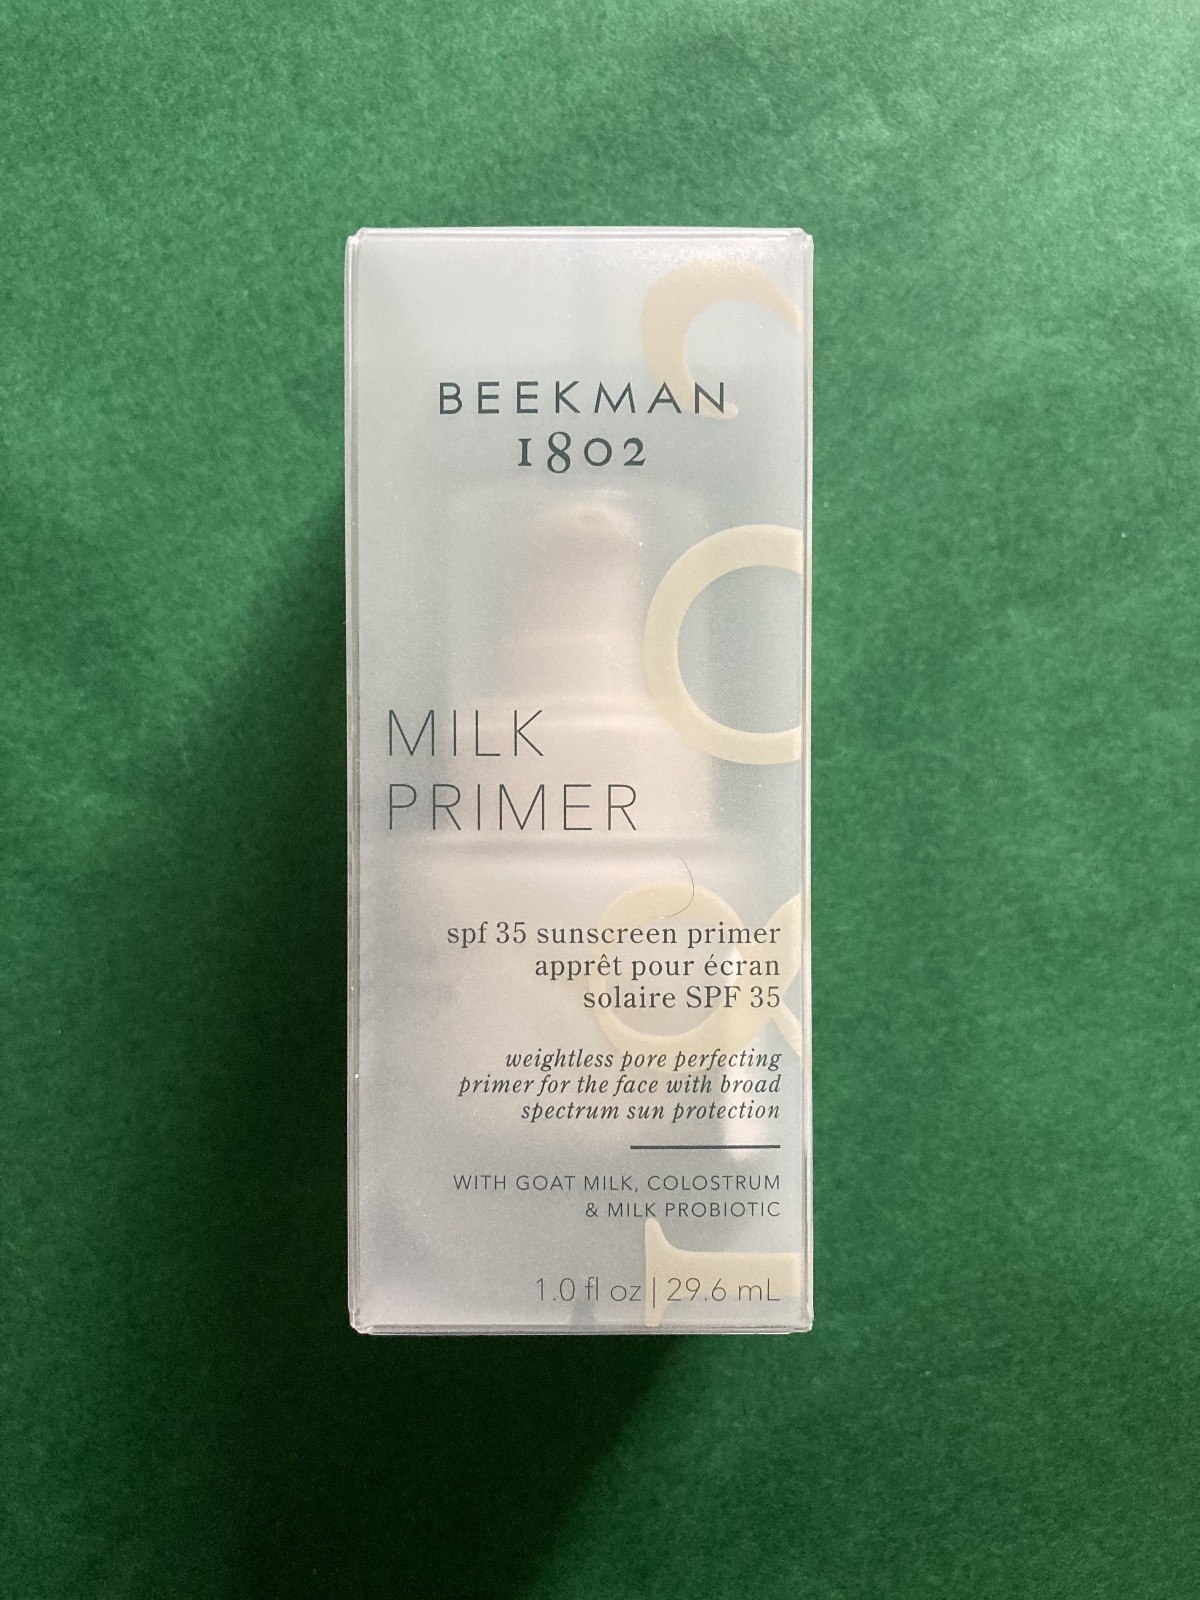 BEEKMAN
1802
MILK
PRIMER
spf 35 sunscreen primer
apprêt pour écran
solaire SPF 35
weightless pore perfecting
primer for the face with broad
spectrum sun protection
WITH GOAT MILK, COLOSTRUM
& MILK PROBIOTIC
1.0 fl oz | 29.6 mL
1802